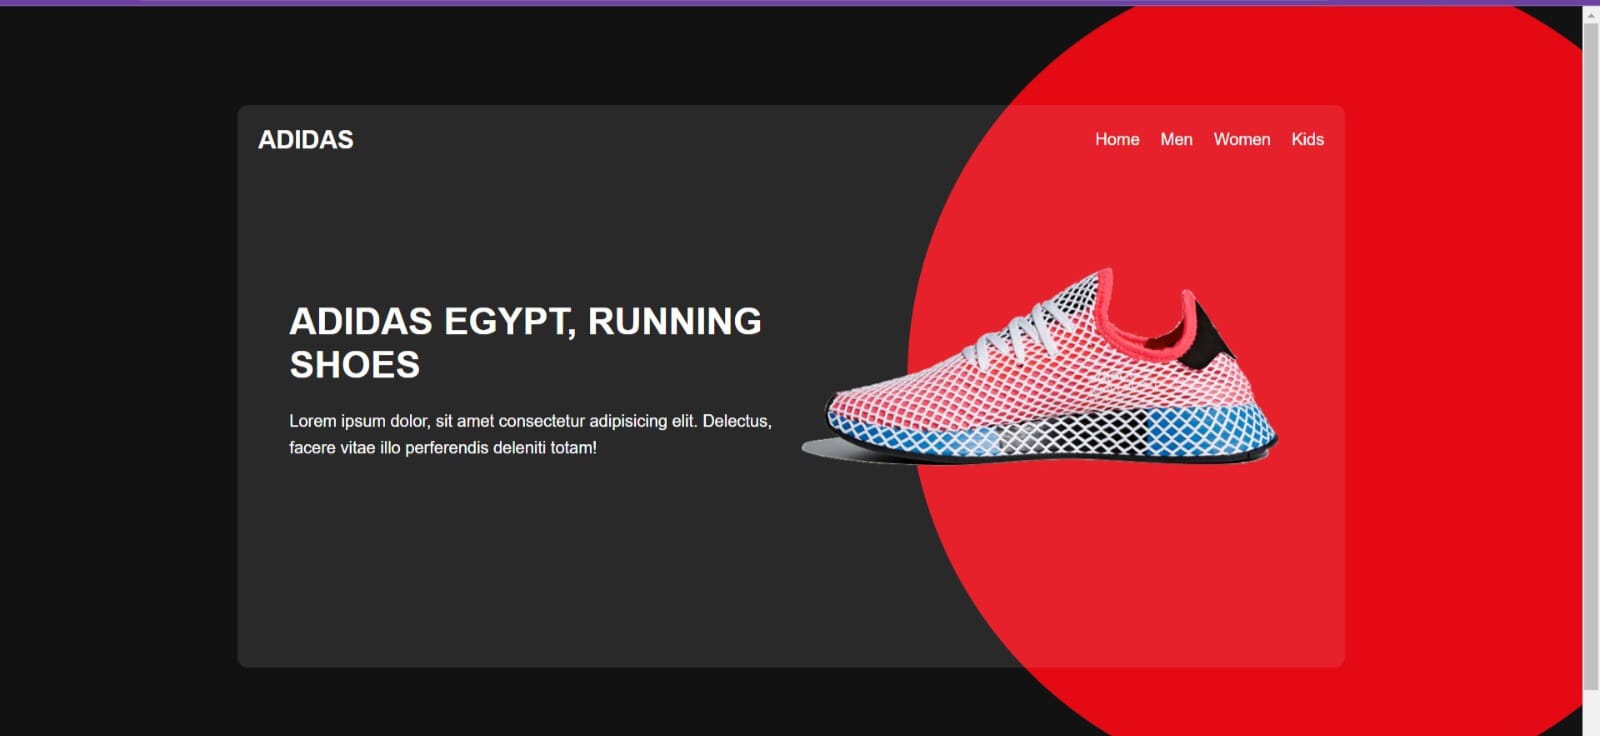 ADIDAS
Home Men Women Kids
ADIDAS EGYPT, RUNNING
SHOES
Lorem ipsum dolor, sit amet consectetur adipisicing elit. Delectus,
facere vitae illo perferendis deleniti totam!